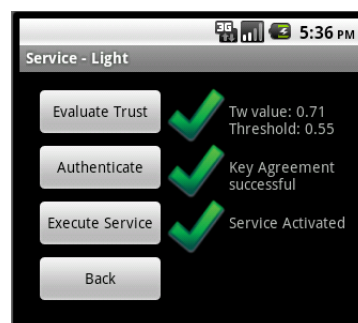 3G 5:36 PM
Service - Light
Evaluate Trust
Tw value: 0.71
Threshold: 0.55
Authenticate
Key Agreement
successful
Execute Service
Service Activated
Back